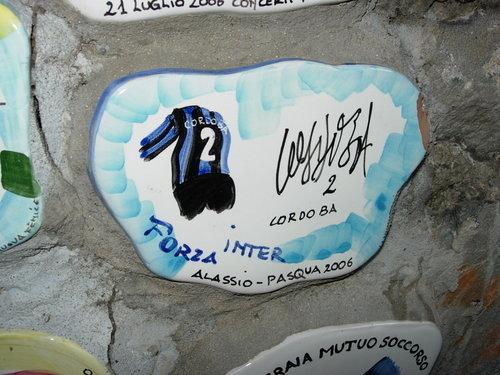 21 LUGLIO 2006
CORDOBA
2
2
CORDOBA
FORZA INTER
ALASSIO - PASQUA 2006
MUTUO SOCCORSO